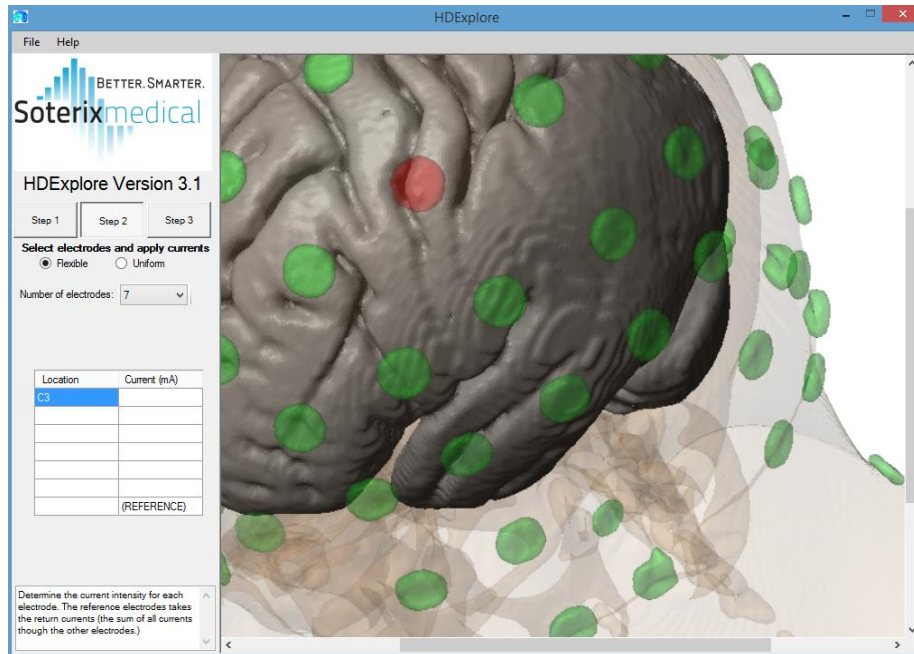 HDExplore
File Help
BETTER. SMARTER.
Soterixmedical
HDExplore Version 3.1
Step 1 Step 2 Step 3
Select electrodes and apply currents
Flexible Uniform
Number of electrodes: 7
Location Current (mA)
C3
(REFERENCE)
Determine the current intensity for each
electrode. The reference electrodes takes
the return currents (the sum of all currents
though the other electrodes.)